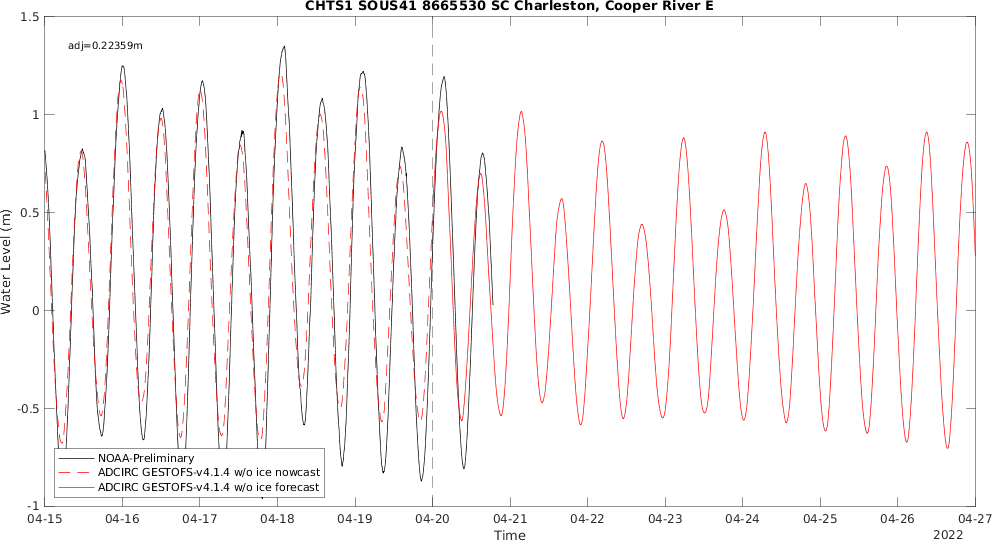 CHTS1 SOUS41 8665530 SC Charleston, Cooper River E
1.5
adj=0.22359m
1
0.5
Water Level (m)
0
-0.5
NOAA-Preliminary
ADCIRC GESTOFS-v4.1.4 w/o ice nowcast
ADCIRC GESTOFS-v4.1.4 w/o ice forecast
-1
04-15 04-16 04-17 04-18 04-19 04-20 04-21 04-22 04-23 04-24 04-25 04-26 04-27
Time
2022